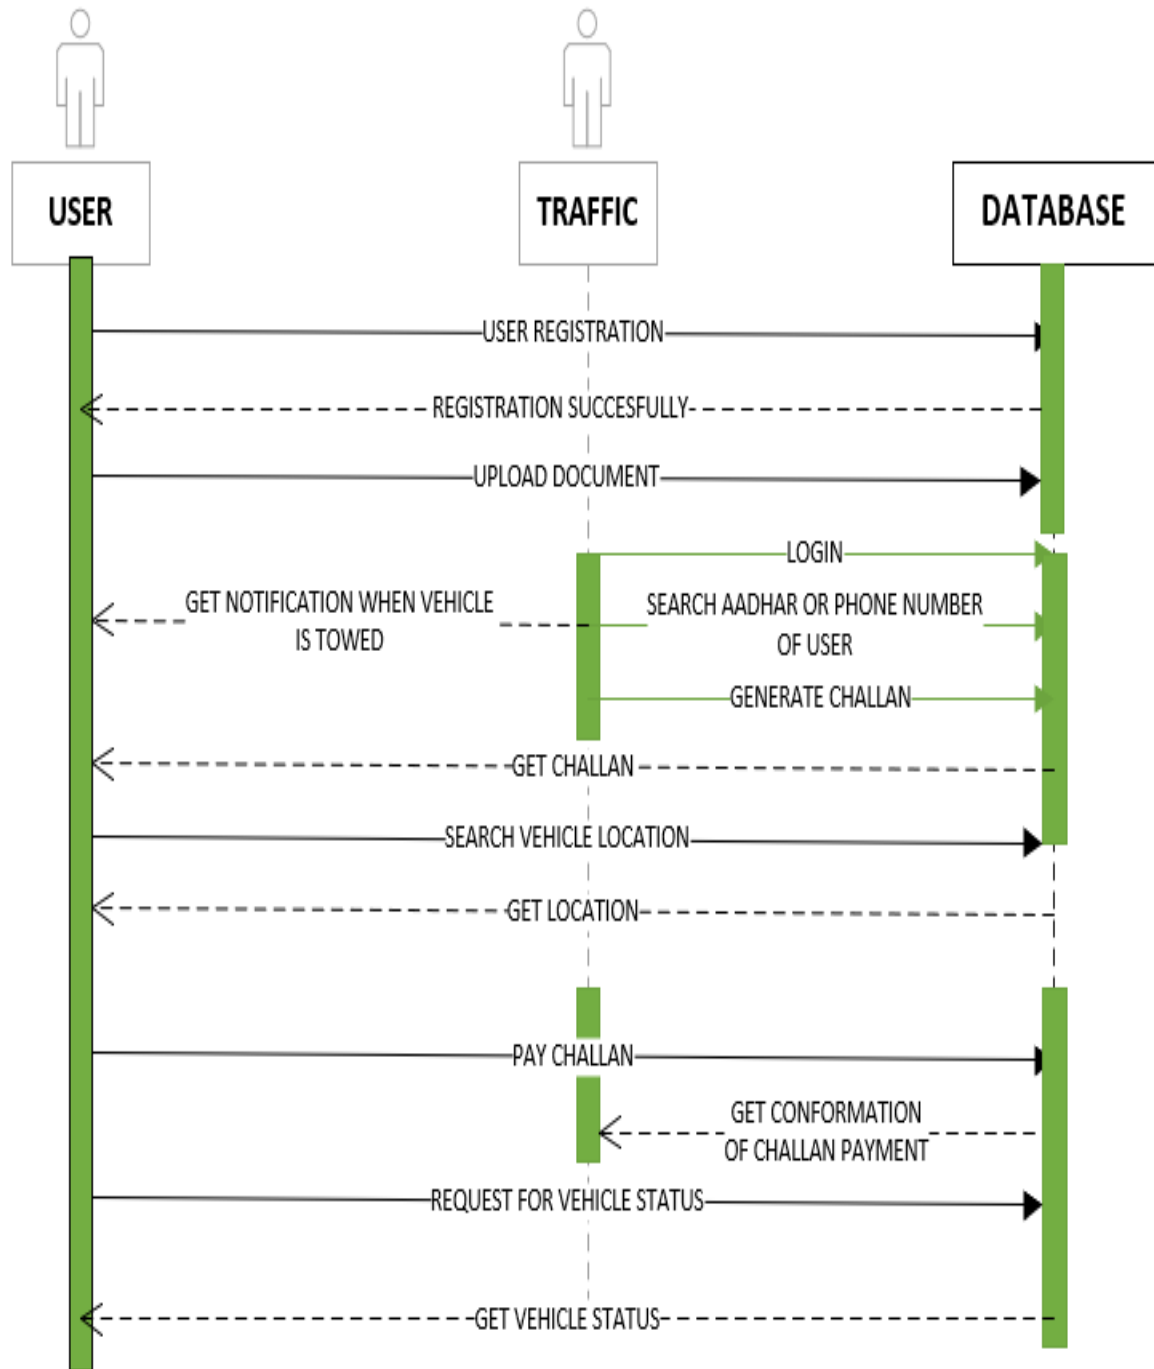 USER
TRAFFIC
DATABASE
USER REGISTRATION
REGISTRATION SUCCESFULLY
UPLOAD DOCUMENT
LOGIN
GET NOTIFICATION WHEN VEHICLE
IS TOWED
SEARCH AADHAR OR PHONE NUMBER
OF USER
GENERATE CHALLAN
GET CHALLAN
SEARCH VEHICLE LOCATION
GET LOCATION
PAY CHALLAN
GET CONFORMATION
OF CHALLAN PAYMENT
REQUEST FOR VEHICLE STATUS
GET VEHICLE STATUS